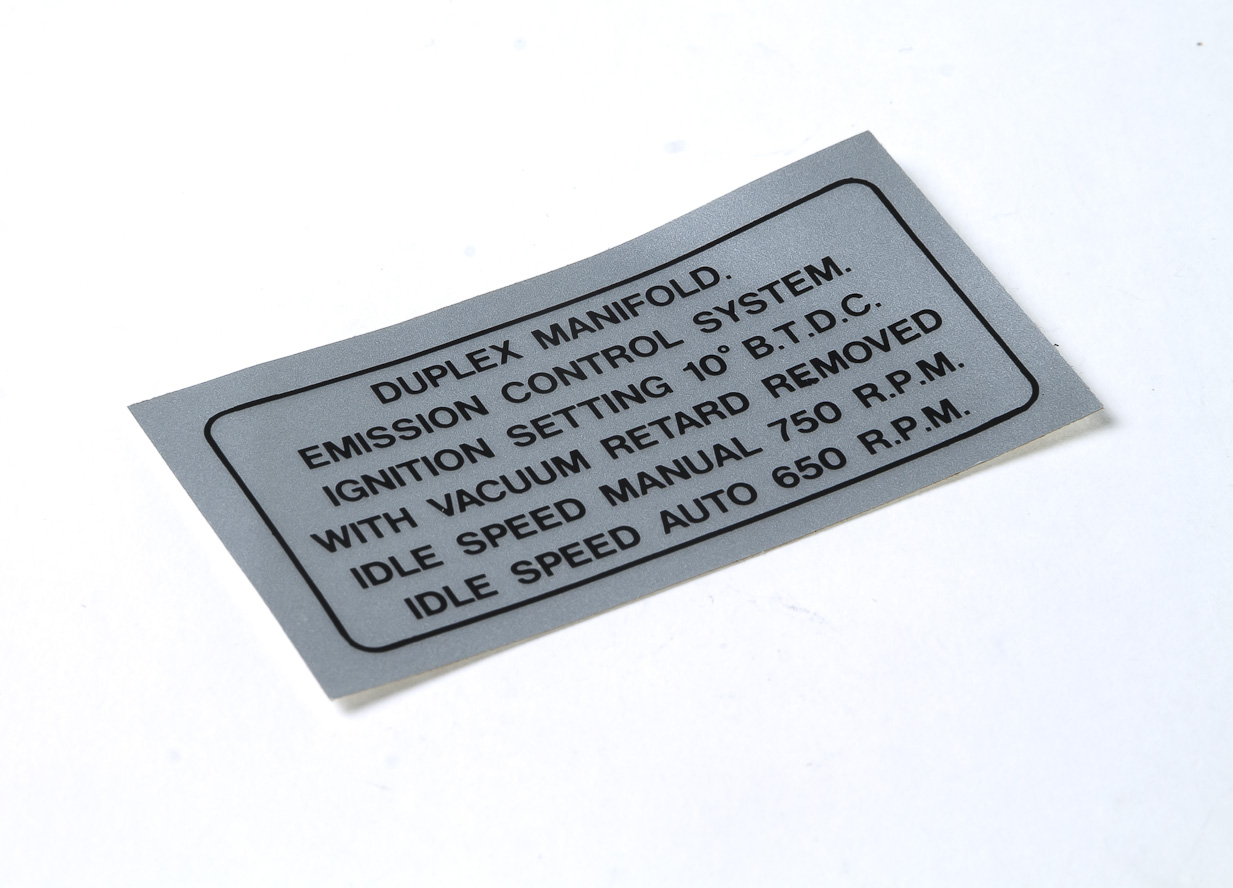 DUPLEX MANIFOLD.
EMISSION CONTROL SYSTEM.
IGNITION SETTING 10° B.T.D.C.
WITH VACUUM RETARD REMOVED
IDLE SPEED MANUAL 750 R.P.M.
IDLE SPEED AUTO 650 R.P.M.